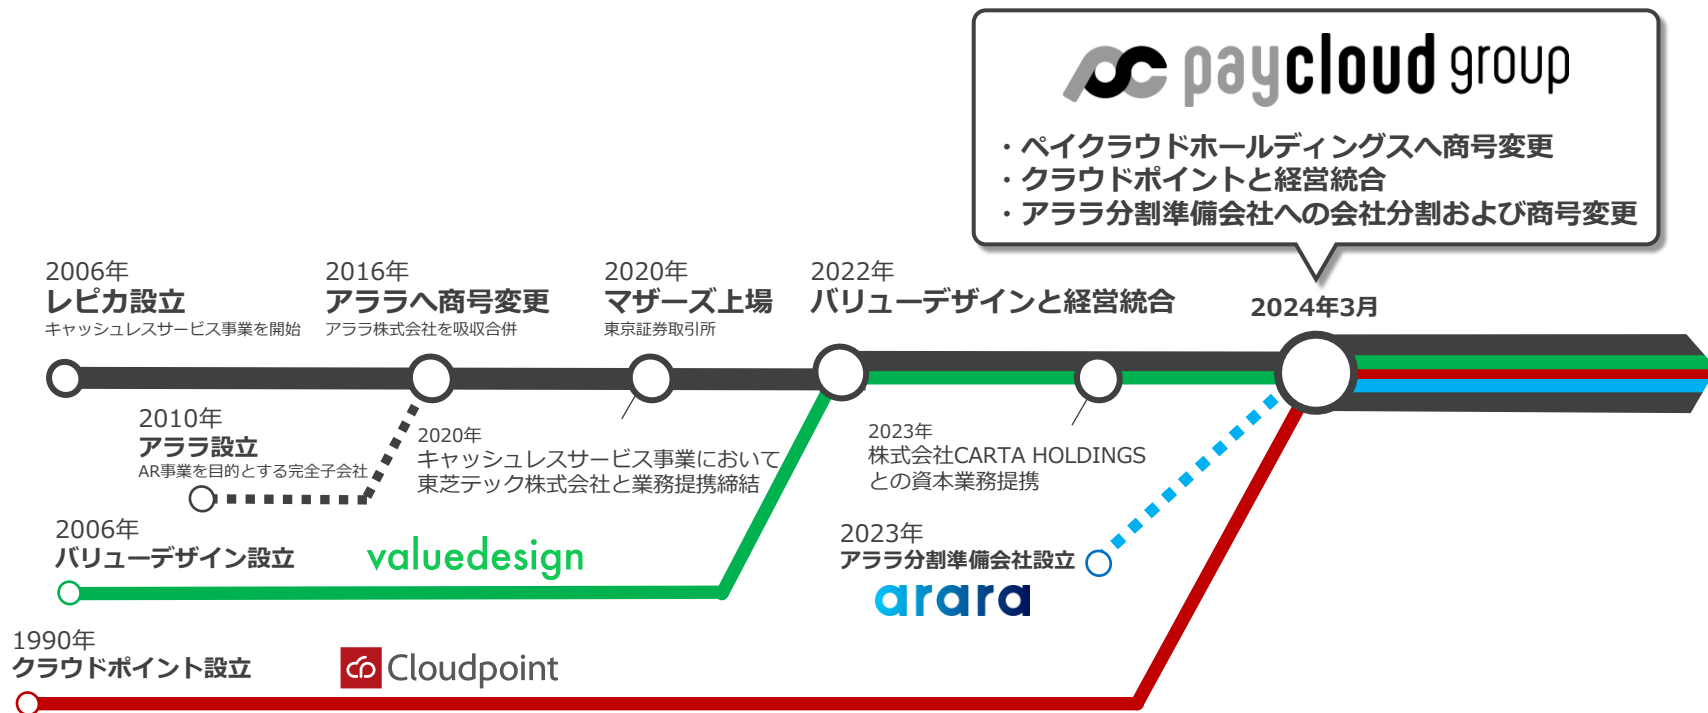 paycloud group
・ペイクラウドホールディングスへ商号変更
・クラウドポイントと経営統合
・アララ分割準備会社への会社分割および商号変更
2006年
レピカ設立
キャッシュレスサービス事業を開始
2016年
アララへ商号変更
アララ株式会社を吸収合併
2020年
マザーズ上場
東京証券取引所
2022年
バリューデザインと経営統合
2024年3月
2010年
アララ設立
AR事業を目的とする完全子会社
2020年
キャッシュレスサービス事業において
東芝テック株式会社と業務提携締結
2023年
株式会社CARTA HOLDINGS
との資本業務提携
2006年
バリューデザイン設立
valuedesign
2023年
アララ分割準備会社設立
arara
1990年
クラウドポイント設立
Cloudpoint